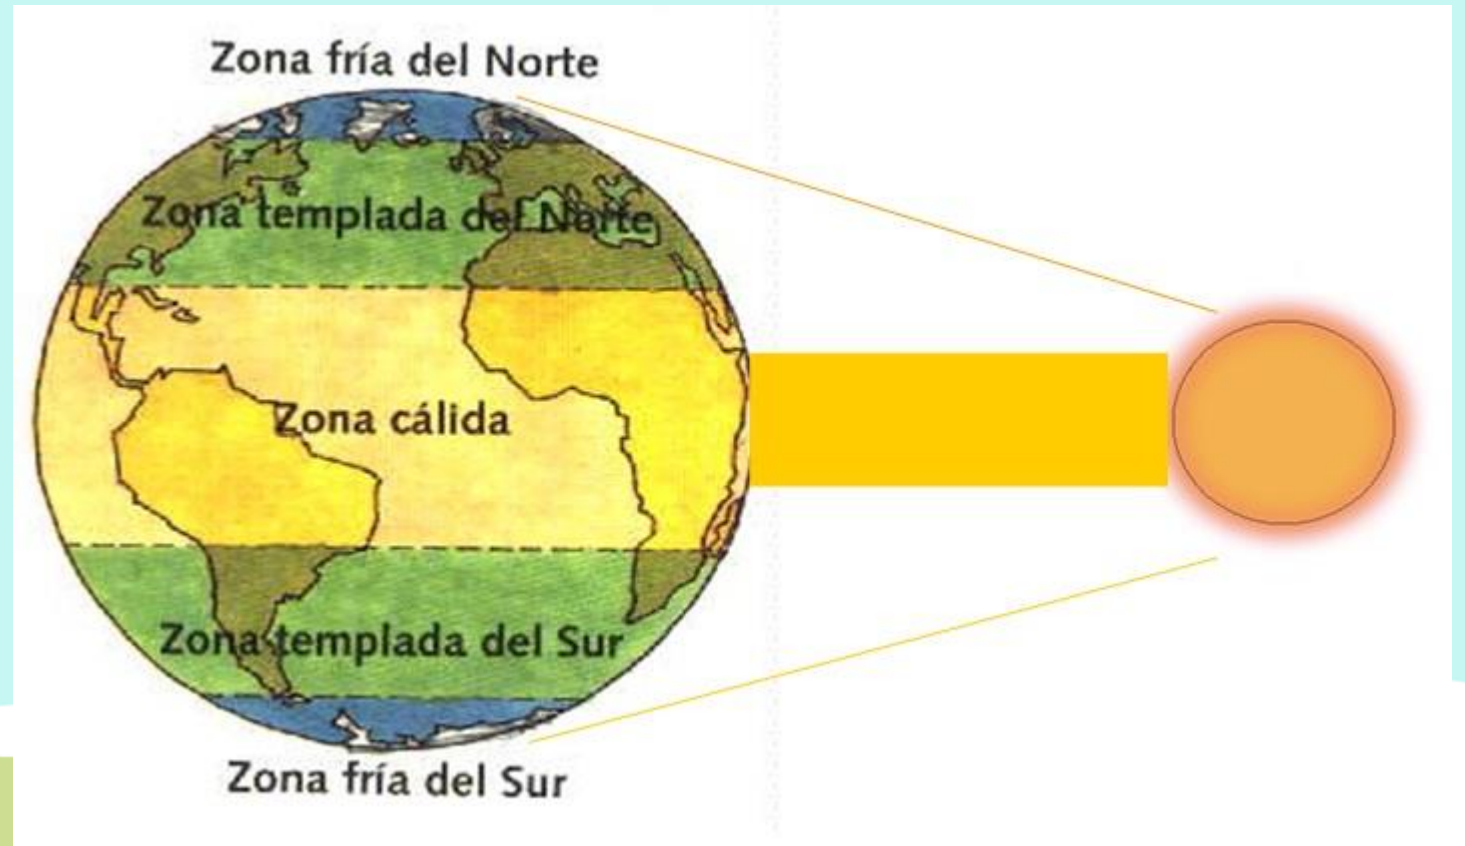 Zona fría del Norte
Zona templada del Norte
Zona cálida
Zona templada del Sur
Zona fría del Sur